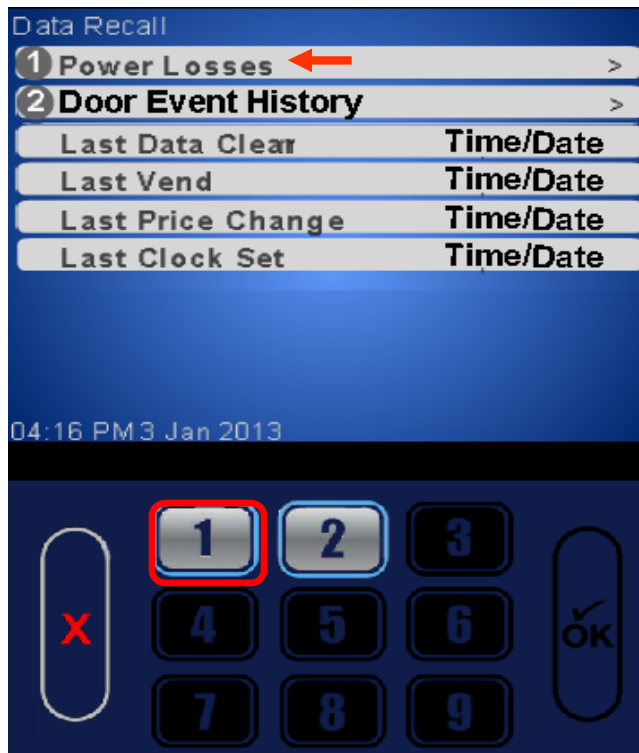 Data Recall
1 Power Losses >
2 Door Event History >
Last Data Clear Time/Date
Last Vend Time/Date
Last Price Change Time/Date
Last Clock Set Time/Date
04:16 PM 3 Jan 2013
1 2 3
X 4 5 6 OK
7 8 9